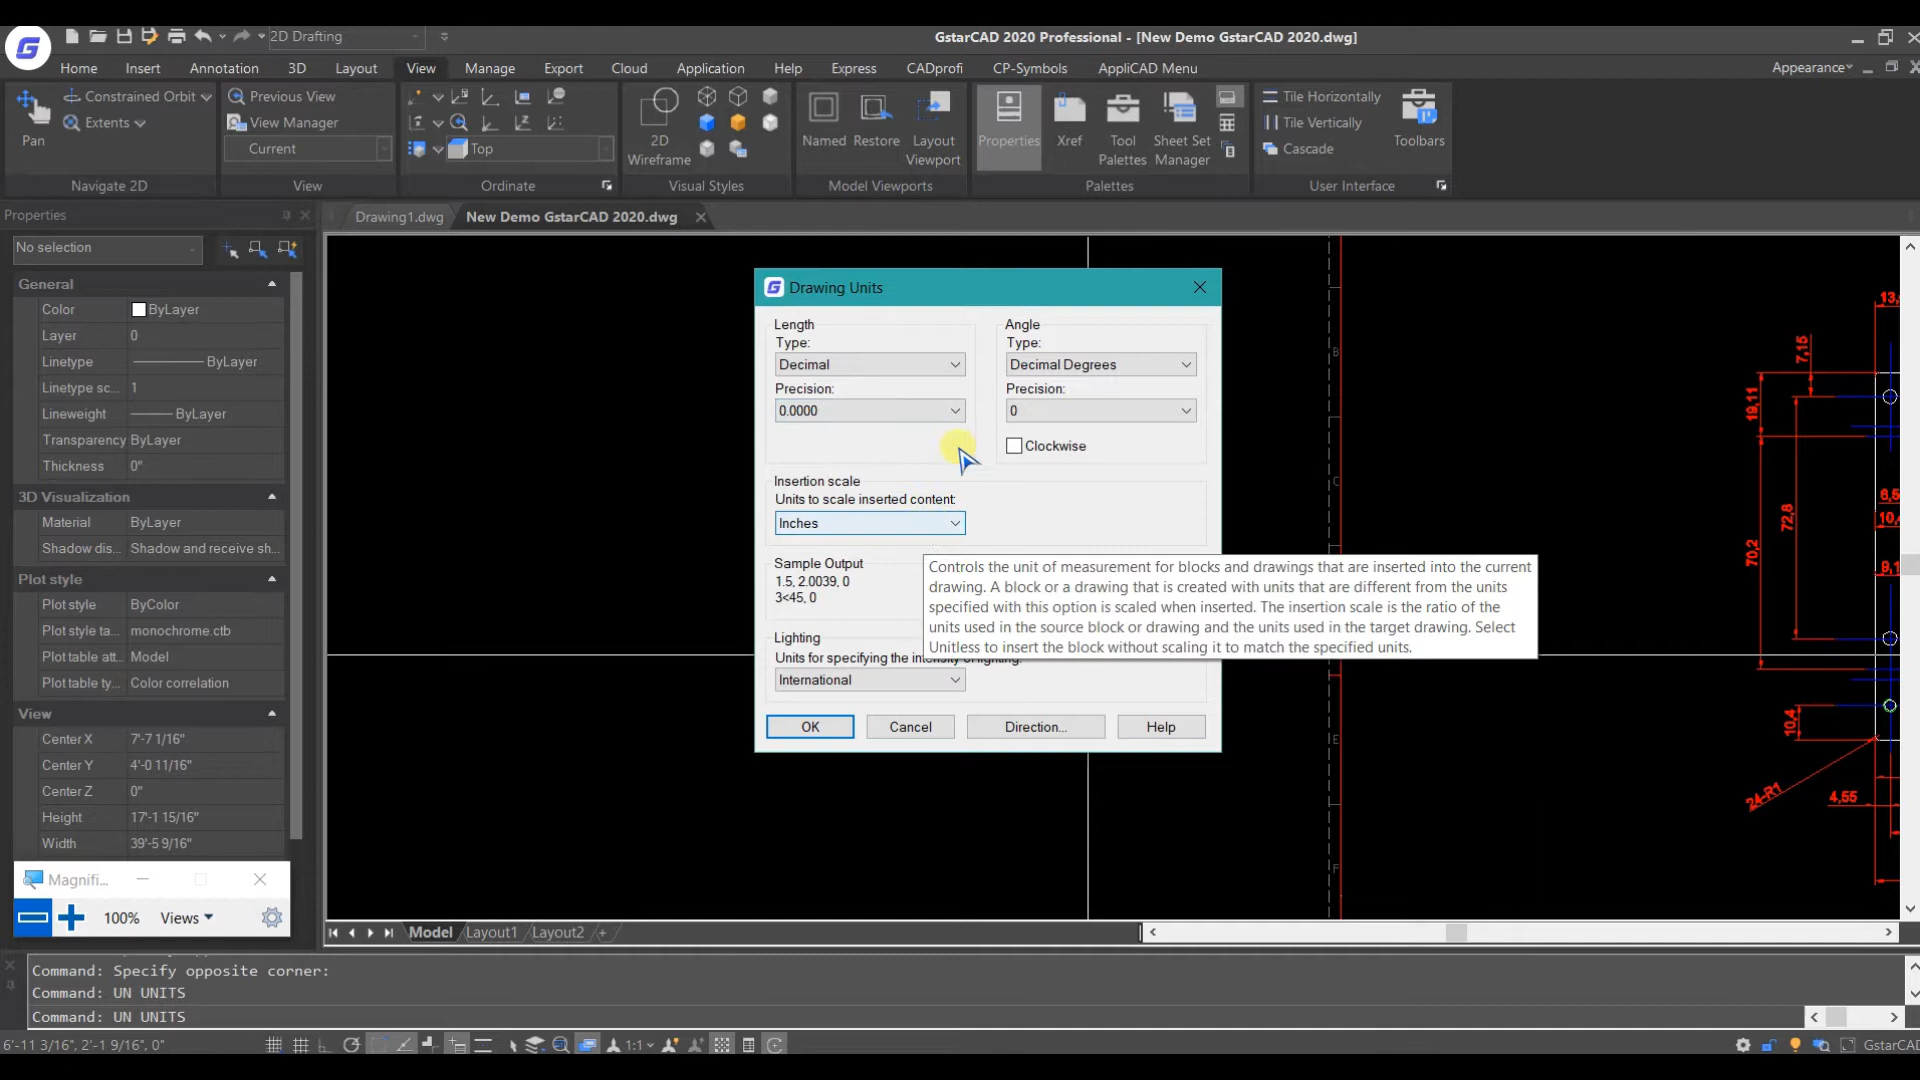 2D Drafting
GstarCAD 2020 Professional - [New Demo GstarCAD 2020.dwg]
Home Insert Annotation 3D Layout View Manage Export Cloud Application Help Express CADprofi CP-Symbols AppliCAD Menu Appearance
Constrained Orbit
Extents
Pan
Navigate 2D
Previous View
View Manager
Current
View
Top
Ordinate
2D
Wireframe
Visual Styles
Named Restore Layout
Viewport
Model Viewports
Properties Xref Tool
Palettes
Sheet Set
Manager
Palettes
Tile Horizontally
Tile Vertically
Cascade
Toolbars
User Interface
Properties
Drawing1.dwg New Demo GstarCAD 2020.dwg
No selection
General
Color ByLayer
Layer 0
Linetype ByLayer
Linetype sc... 1
Lineweight ByLayer
Transparency ByLayer
Thickness 0"
3D Visualization
Material ByLayer
Shadow dis... Shadow and receive sh...
Plot style
Plot style ByColor
Plot style ta... monochrome.ctb
Plot table att... Model
Plot table ty... Color correlation
View
Center X 7'-7 1/16"
Center Y 4'-0 11/16"
Center Z 0"
Height 17'-1 15/16"
Width 39'-5 9/16"
Magnifi...
100% Views
Drawing Units
Length
Type:
Decimal
Precision:
0.0000
Angle
Type:
Decimal Degrees
Precision:
0
Clockwise
Insertion scale
Units to scale inserted content:
Inches
Sample Output
1.5, 2.0039, 0
3<45, 0
Controls the unit of measurement for blocks and drawings that are inserted into the current
drawing. A block or a drawing that is created with units that are different from the units
specified with this option is scaled when inserted. The insertion scale is the ratio of the
units used in the source block or drawing and the units used in the target drawing. Select
Unitless to insert the block without scaling it to match the specified units.
Lighting
Units for specifying the intensity of lighting:
International
OK Cancel Direction... Help
B
C
E
F
7,15
19,11
72,8
70,2
10,4
24-R1
4,55
Model Layout1 Layout2 +
Command: Specify opposite corner:
Command: UN UNITS
Command: UN UNITS
6'-11 3/16", 2'-1 9/16", 0"
1:1
GstarCAD